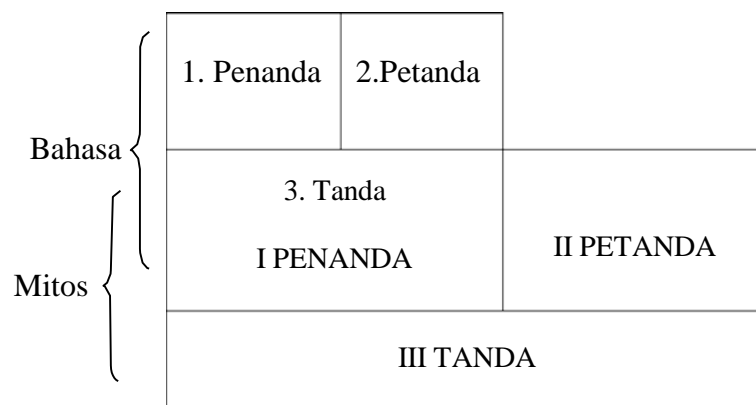 1. Penanda
2.Petanda
Bahasa
3. Tanda
I PENANDA
II PETANDA
Mitos
III TANDA